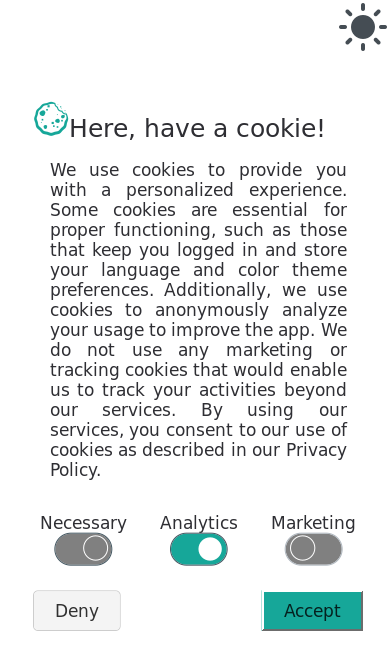 Here, have a cookie!
We use cookies to provide you
with a personalized experience.
Some cookies are essential for
proper functioning, such as those
that keep you logged in and store
your language and color theme
preferences. Additionally, we use
cookies to anonymously analyze
your usage to improve the app. We
do not use any marketing or
tracking cookies that would enable
us to track your activities beyond
our services. By using our
services, you consent to our use of
cookies as described in our Privacy
Policy.
Necessary Analytics Marketing
Deny Accept